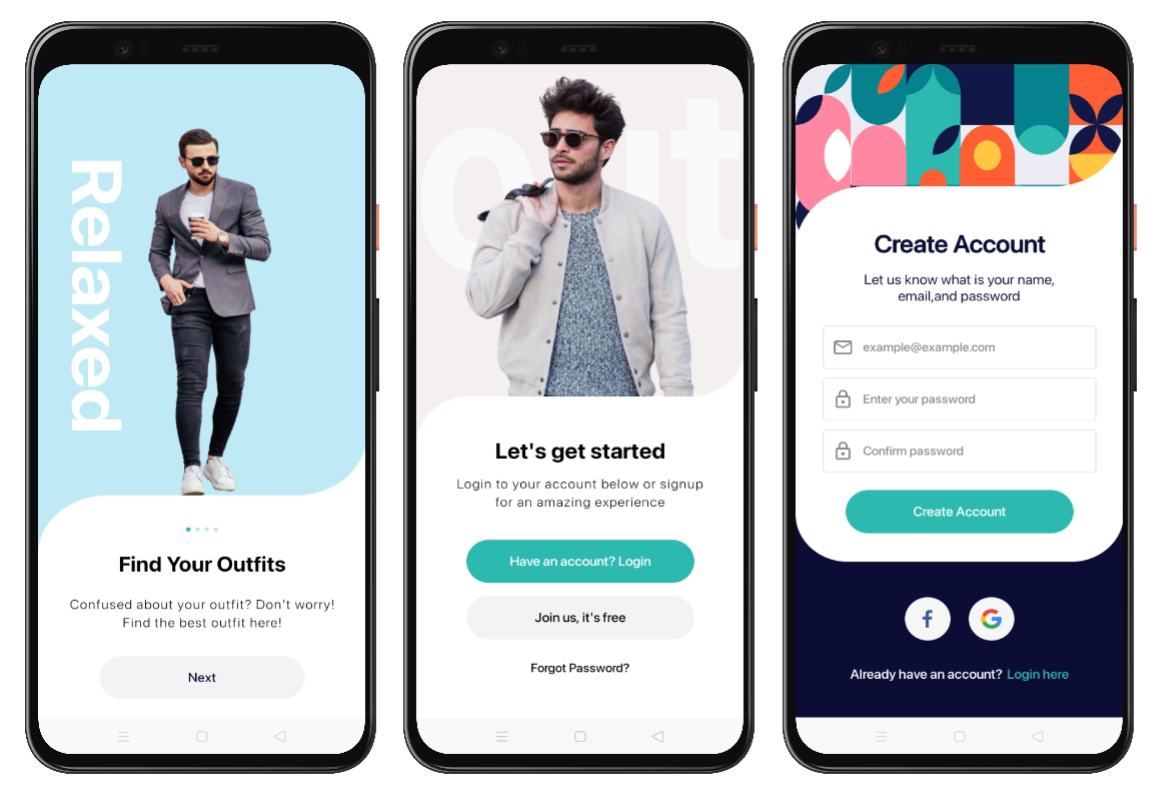 Relaxed
Find Your Outfits
Confused about your outfit? Don't worry!
Find the best outfit here!
Next
out
Let's get started
Login to your account below or signup
for an amazing experience
Have an account? Login
Join us, it's free
Forgot Password?
Create Account
Let us know what is your name,
email,and password
example@example.com
Enter your password
Confirm password
Create Account
f
G
Already have an account? Login here